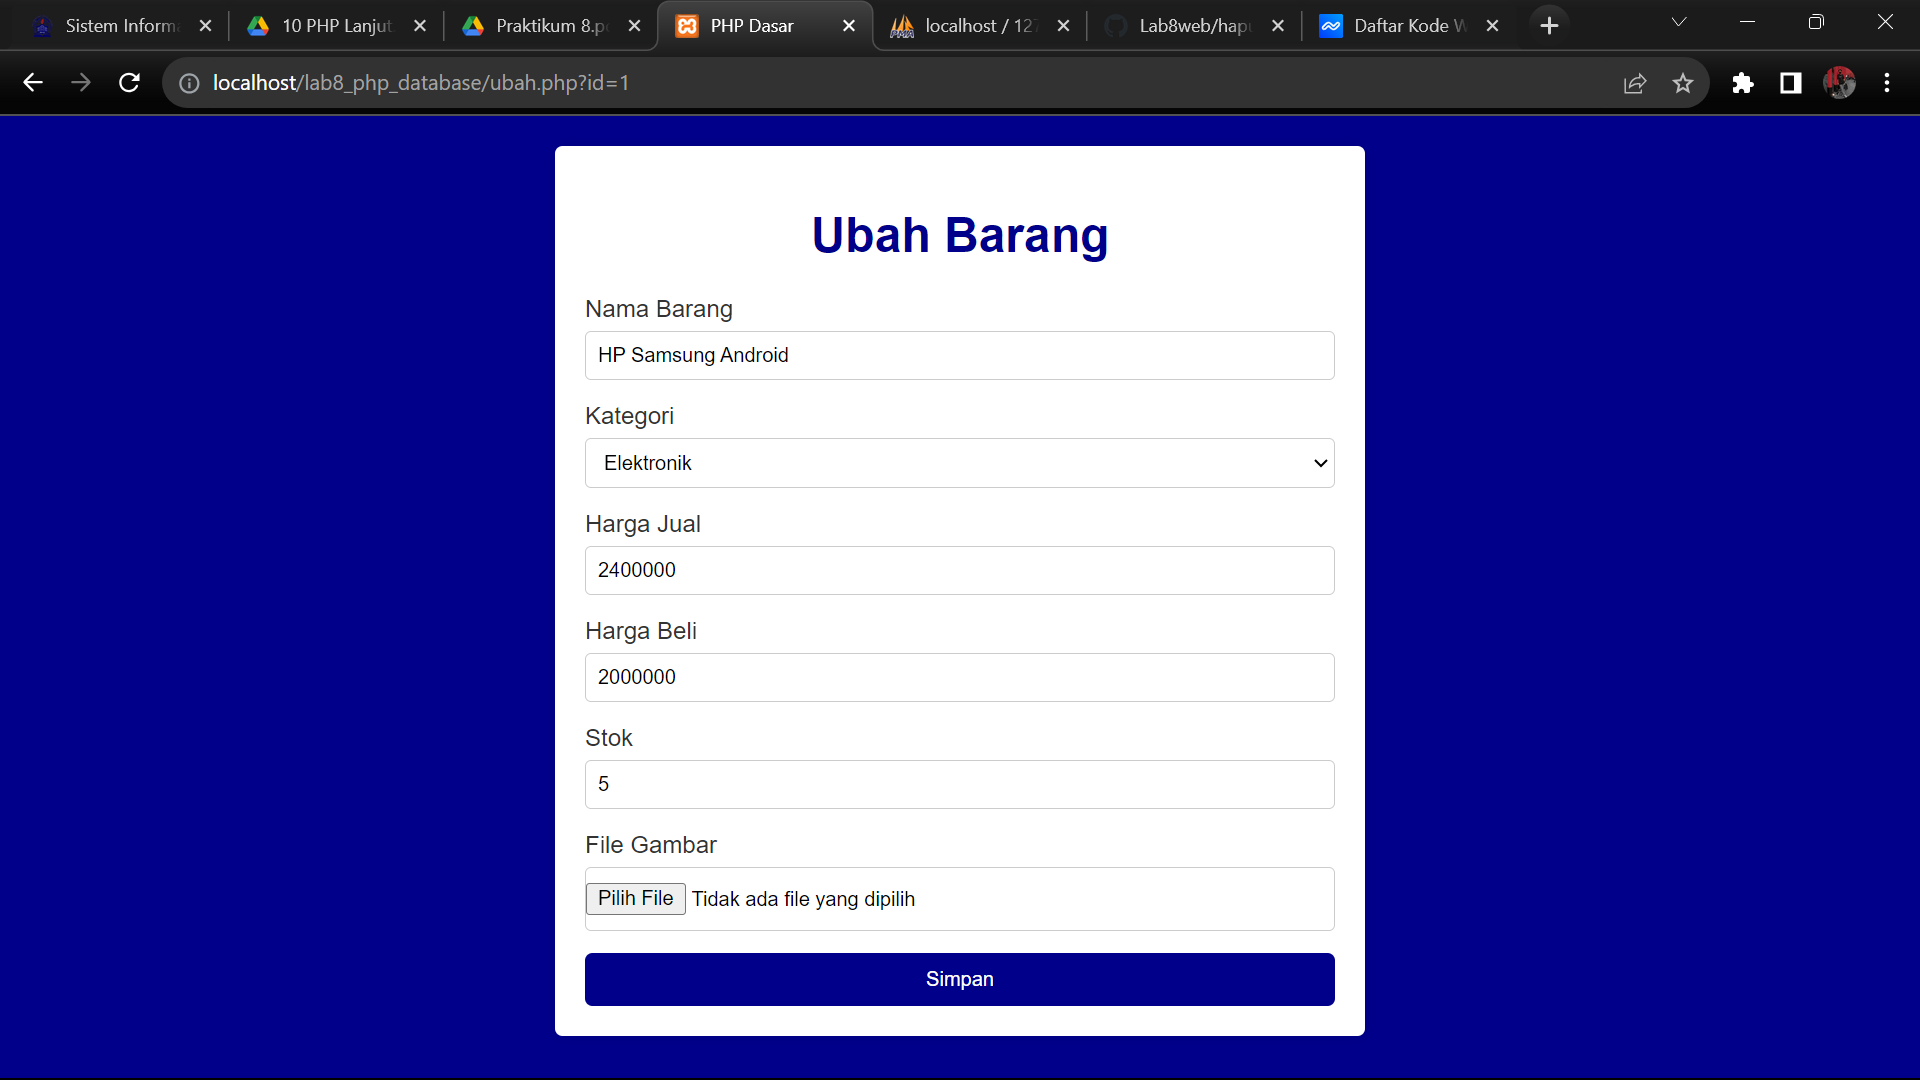 Sistem Inform
10 PHP Lanjut
Praktikum 8.p
PHP Dasar
localhost / 127
Lab8web/hapu
Daftar Kode W
localhost/lab8_php_database/ubah.php?id=1
Ubah Barang
Nama Barang
HP Samsung Android
Kategori
Elektronik
Harga Jual
2400000
Harga Beli
2000000
Stok
5
File Gambar
Pilih File Tidak ada file yang dipilih
Simpan